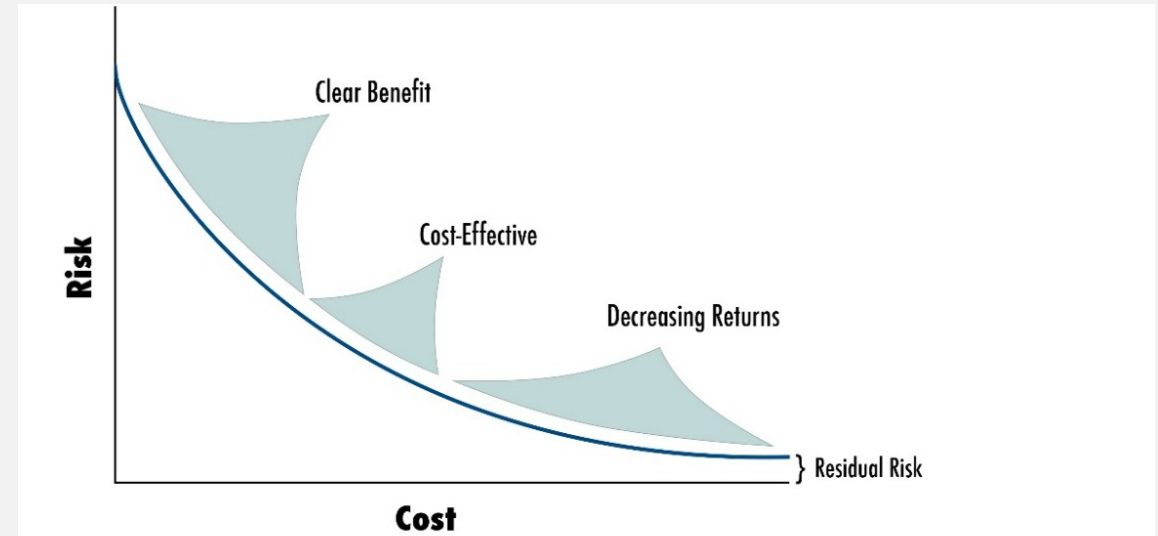 Clear Benefit
Cost-Effective
Risk
Decreasing Returns
} Residual Risk
Cost